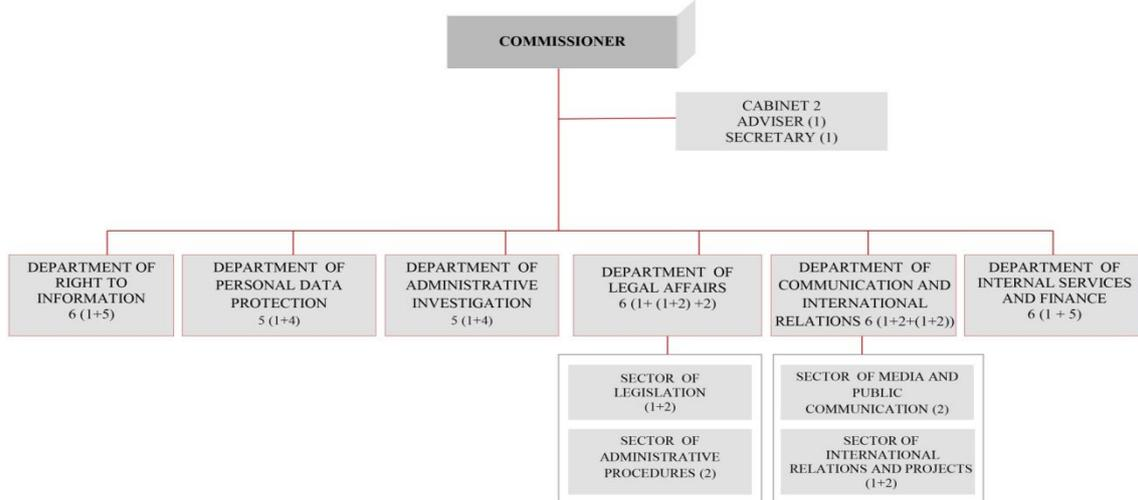 COMMISSIONER
CABINET 2
ADVISER (1)
SECRETARY (1)
DEPARTMENT OF
RIGHT TO
INFORMATION
6 (1+5)
DEPARTMENT OF
PERSONAL DATA
PROTECTION
5 (1+4)
DEPARTMENT OF
ADMINISTRATIVE
INVESTIGATION
5 (1+4)
DEPARTMENT OF
LEGAL AFFAIRS
6 (1+ (1+2) +2)
DEPARTMENT OF
COMMUNICATION AND
INTERNATIONAL
RELATIONS 6 (1+2+(1+2))
DEPARTMENT OF
INTERNAL SERVICES
AND FINANCE
6 (1 + 5)
SECTOR OF
LEGISLATION
(1+2)
SECTOR OF
ADMINISTRATIVE
PROCEDURES (2)
SECTOR OF MEDIA AND
PUBLIC
COMMUNICATION (2)
SECTOR OF
INTERNATIONAL
RELATIONS AND PROJECTS
(1+2)